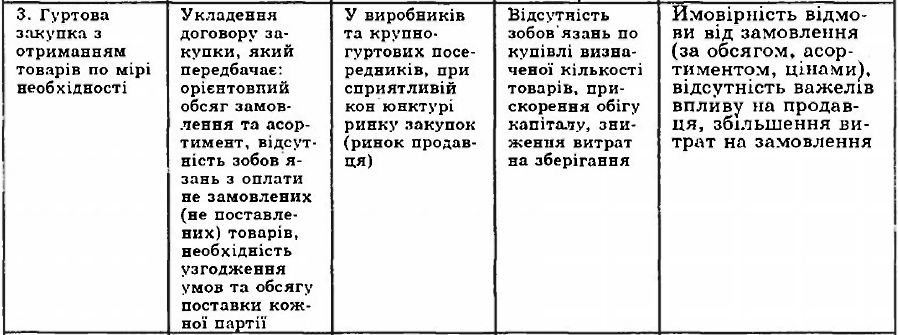 3. Гуртова
закупка з
отриманням
товарів по мірі
необхідності
Укладення
договору за-
купки, який
передбачає:
орієнтовний
обсяг замов-
лення та асор-
тимент, відсут-
ність зобов'я-
зань з оплати
не замовлених
(не поставле-
них) товарів,
необхідність
узгодження
умов та обсягу
поставки кож-
ної партії
У виробників
та крупно-
гуртових посе-
редників, при
сприятливій
кон'юнктурі
ринку закупок
(ринок продав-
ця)
Відсутність
зобов'язань по
купівлі визна-
ченої кількості
товарів, при-
скорення обігу
капіталу, зни-
ження витрат
на зберігання
Ймовірність відмо-
ви від замовлення
(за обсягом, асор-
тиментом, цінами),
відсутність важелів
впливу на продав-
ця, збільшення ви-
трат на замовлення